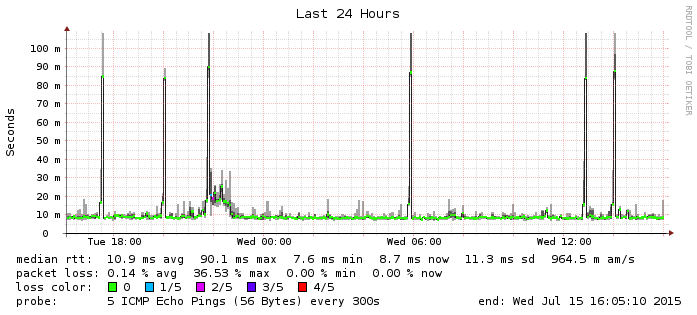 Last 24 Hours
RRDTOOL / TOBI OETIKER
Seconds
100 m
90 m
80 m
70 m
60 m
50 m
40 m
30 m
20 m
10 m
0
Tue 18:00 Wed 00:00 Wed 06:00 Wed 12:00
median rtt: 10.9 ms avg 90.1 ms max 7.6 ms min 8.7 ms now 11.3 ms sd 964.5 m am/s
packet loss: 0.14 % avg 36.53 % max 0.00 % min 0.00 % now
loss color: 0 1/5 2/5 3/5 4/5
probe: 5 ICMP Echo Pings (56 Bytes) every 300s end: Wed Jul 15 16:05:10 2015